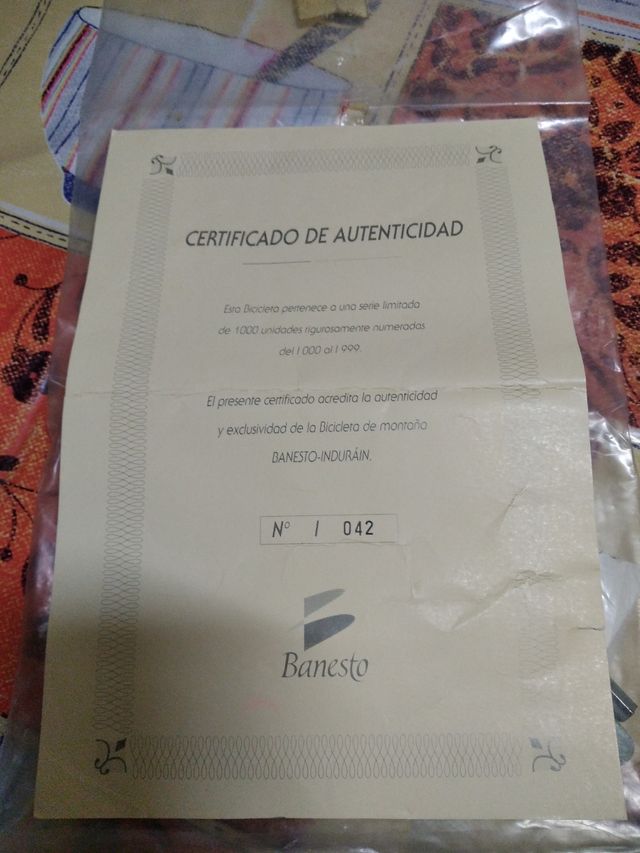 CERTIFICADO DE AUTENTICIDAD
Esta Bicicleta pertenece a una serie limitada
de 1000 unidades rigurosamente numeradas
del 1 000 al 1 999.
El presente certificado acredita la autenticidad
y exclusividad de la Bicicleta de montaña
BANESTO-INDURÁIN.
Nº 1 042
Banesto